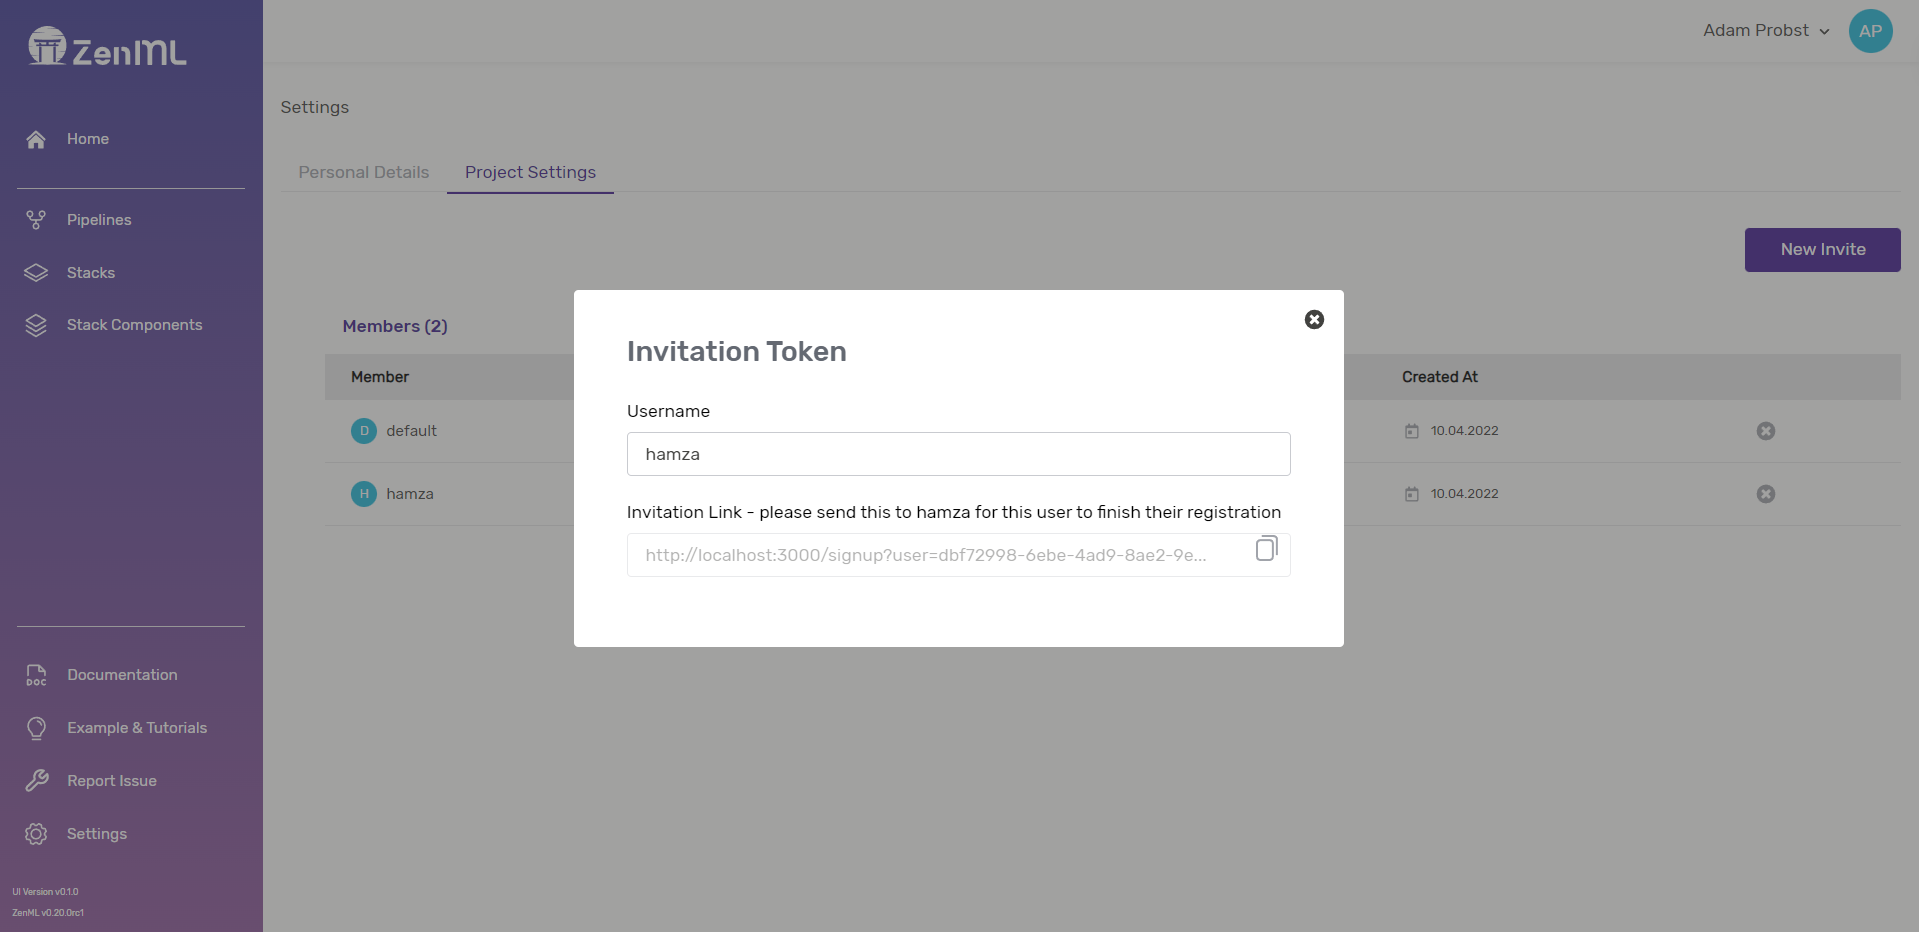 ZenML
Adam Probst
AP
Home
Pipelines
Stacks
Stack Components
Documentation
DOC
Example & Tutorials
Report Issue
Settings
UI Version v0.1.0
ZenML v0.20.0rc1
Settings
Personal Details
Project Settings
New Invite
Members (2)
Member
Created At
D default
10.04.2022
H hamza
10.04.2022
Invitation Token
Username
hamza
Invitation Link - please send this to hamza for this user to finish their registration
http://localhost:3000/signup?user=dbf72998-6ebe-4ad9-8ae2-9e...